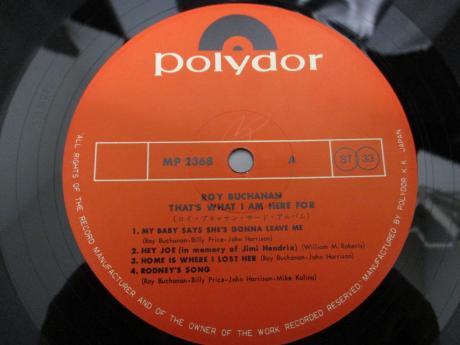 polydor
MP 2368 A ST 33
ROY BUCHANAN
THAT'S WHAT I AM HERE FOR
(ロイ・ブキャナン・サード・アルバム)
1. MY BABY SAYS SHE'S GONNA LEAVE ME
(Roy Buchanan-Billy Price-John Harrison)
2. HEY JOE (in memory of Jimi Hendrix) (William M. Roberts)
3. HOME IS WHERE I LOST HER (Roy Buchanan-John Harrison)
4. RODNEY'S SONG
(Roy Buchanan-Billy Price-John Harrison-Mike Kalina)
ALL RIGHTS OF THE RECORD MANUFACTURER AND OF THE OWNER OF THE WORK RECORDED RESERVED. MANUFACTURED BY POLYDOR K.K. JAPAN